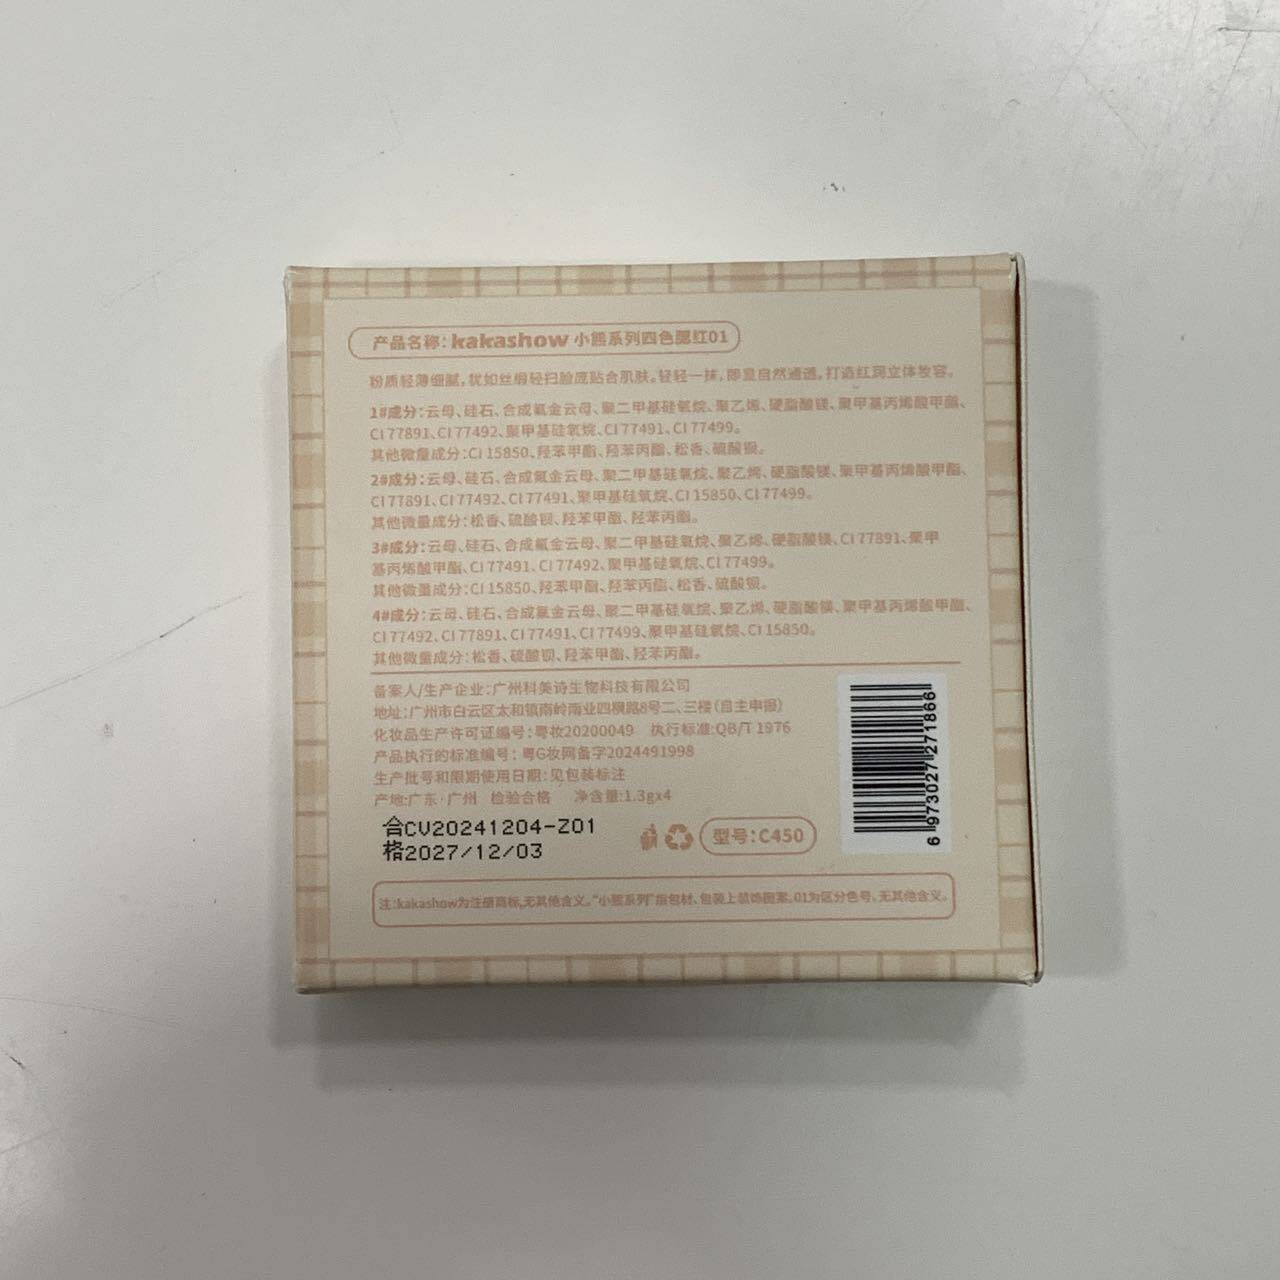 产品名称：kakashow 小熊系列四色腮红01
粉质轻薄细腻，犹如丝缎轻扫脸庞贴合肌肤。轻轻一抹，即显自然通透，打造红润立体妆容。
1#成分：云母、硅石、合成氟金云母、聚二甲基硅氧烷、聚乙烯、硬脂酸镁、聚甲基丙烯酸甲酯、
CI 77891、CI 77492、聚甲基硅氧烷、CI 77491、CI 77499。
其他微量成分：CI 15850、羟苯甲酯、羟苯丙酯、松香、硫酸钡。
2#成分：云母、硅石、合成氟金云母、聚二甲基硅氧烷、聚乙烯、硬脂酸镁、聚甲基丙烯酸甲酯、
CI 77891、CI 77492、CI 77491、聚甲基硅氧烷、CI 15850、CI 77499。
其他微量成分：松香、硫酸钡、羟苯甲酯、羟苯丙酯。
3#成分：云母、硅石、合成氟金云母、聚二甲基硅氧烷、聚乙烯、硬脂酸镁、CI 77891、聚甲
基丙烯酸甲酯、CI 77491、CI 77492、聚甲基硅氧烷、CI 77499。
其他微量成分：CI 15850、羟苯甲酯、羟苯丙酯、松香、硫酸钡。
4#成分：云母、硅石、合成氟金云母、聚二甲基硅氧烷、聚乙烯、硬脂酸镁、聚甲基丙烯酸甲酯、
CI 77492、CI 77891、CI 77491、CI 77499、聚甲基硅氧烷、CI 15850。
其他微量成分：松香、硫酸钡、羟苯甲酯、羟苯丙酯。
备案人/生产企业：广州科美诗生物科技有限公司
地址：广州市白云区太和镇南岭南业四横路8号二、三楼（自主申报）
化妆品生产许可证编号：粤妆20200049 执行标准：QB/T 1976
产品执行的标准编号：粤G妆网备字2024491998
生产批号和限期使用日期：见包装标注
产地：广东·广州 检验合格 净含量：1.3gx4
合格
CV20241204-Z01
2027/12/03
型号：C450
6 973027 271866
注：kakashow为注册商标，无其他含义。“小熊系列”指包材、包装上装饰图案，01为区分色号，无其他含义。